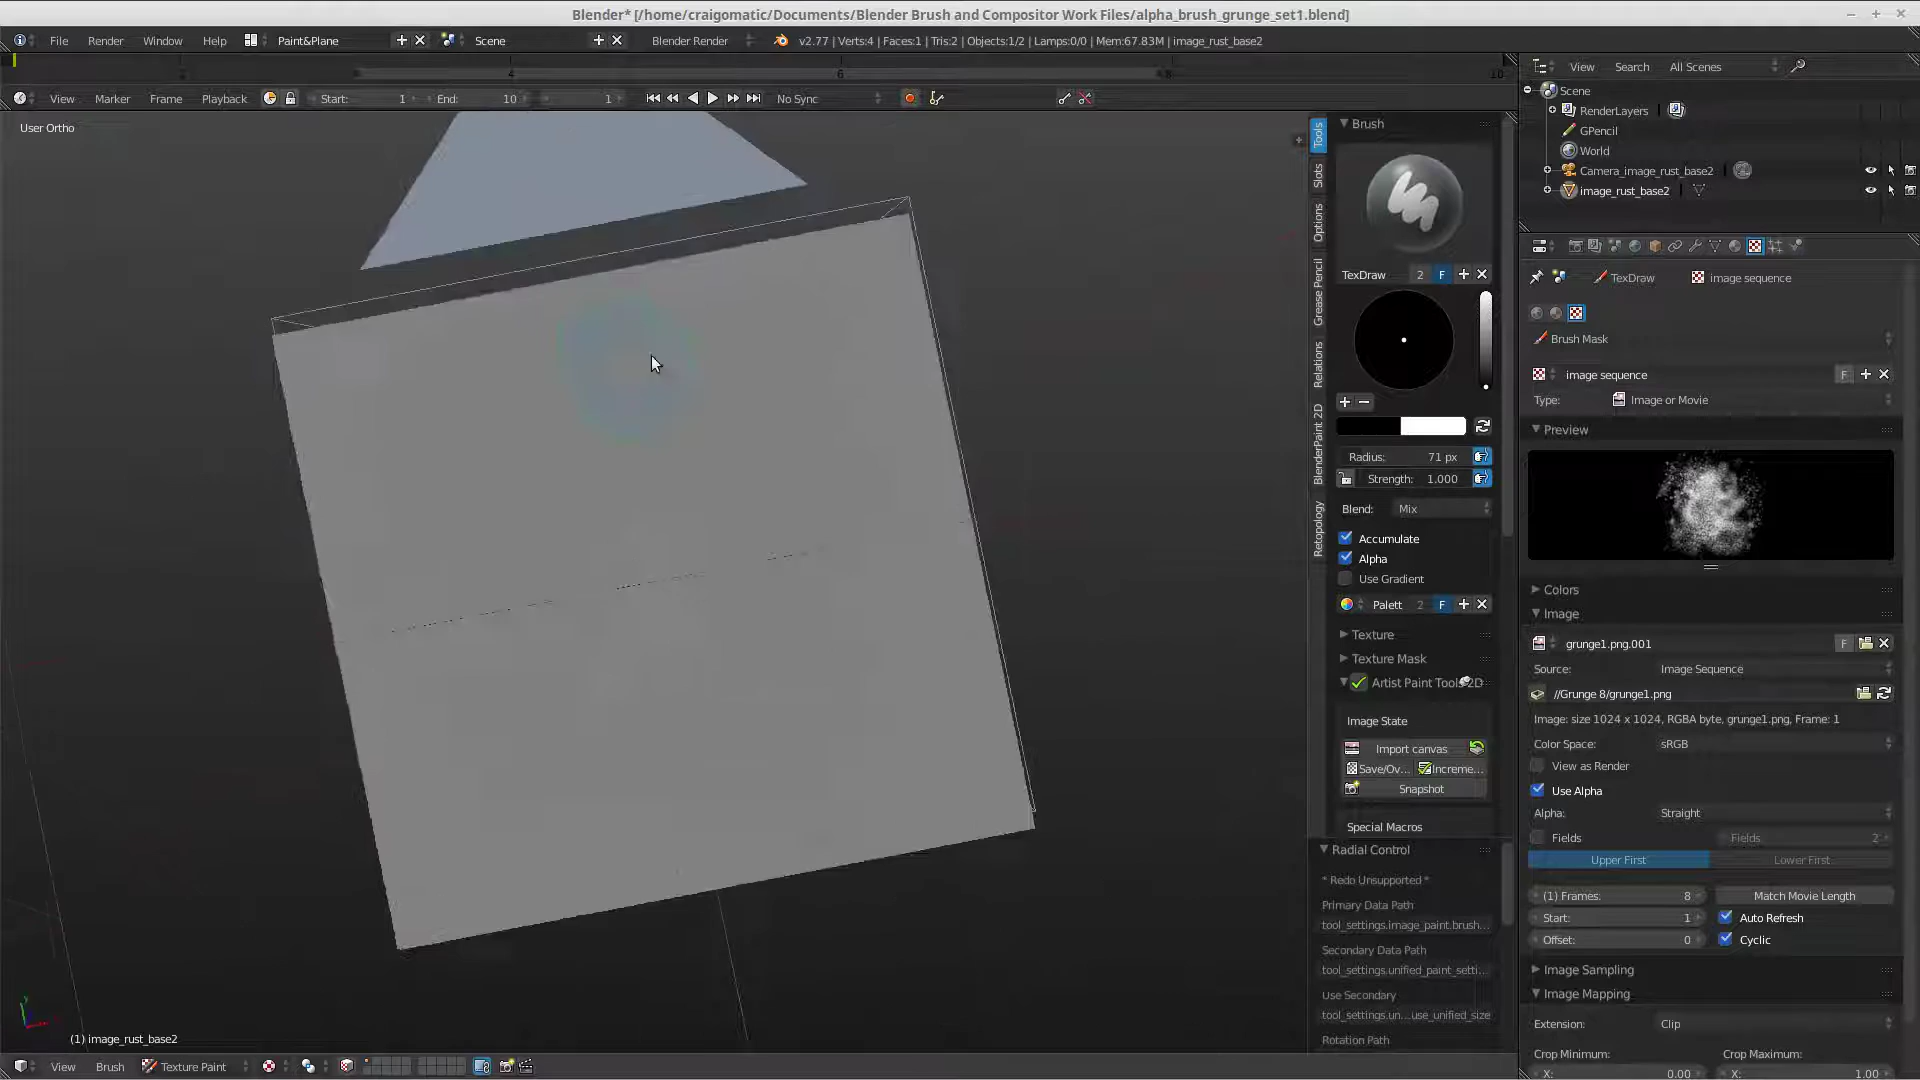 Blender* [/home/craigomatic/Documents/Blender Brush and Compositor Work Files/alpha_brush_grunge_set1.blend]
File Render Window Help Paint&Plane Scene Blender Render v2.77 | Verts:4 | Faces:1 | Tris:2 | Objects:1/2 | Lamps:0/0 | Mem:67.83M | image_rust_base2
4 6 8 10
View Marker Frame Playback Start: 1 End: 10 1 No Sync
User Ortho
(1) image_rust_base2
View Brush Texture Paint
Tools
Slots
Options
Grease Pencil
Relations
BlenderPaint 2D
Retopology
Brush
TexDraw 2 F
Radius: 71 px
Strength: 1.000
Blend: Mix
Accumulate
Alpha
Use Gradient
Palett 2 F
Texture
Texture Mask
Artist Paint Tools 2D
Image State
Import canvas
Save/Ov... Increme...
Snapshot
Special Macros
Radial Control
* Redo Unsupported *
Primary Data Path
tool_settings.image_paint.brush...
Secondary Data Path
tool_settings.unified_paint_setti...
Use Secondary
tool_settings.un...use_unified_size
Rotation Path
View Search All Scenes
Scene
RenderLayers
GPencil
World
Camera_image_rust_base2
image_rust_base2
TexDraw image sequence
Brush Mask
image sequence F
Type: Image or Movie
Preview
Colors
Image
grunge1.png.001 F
Source: Image Sequence
//Grunge 8/grunge1.png
Image: size 1024 x 1024, RGBA byte, grunge1.png, Frame: 1
Color Space: sRGB
View as Render
Use Alpha
Alpha: Straight
Fields Fields 2
Upper First Lower First
(1) Frames: 8 Match Movie Length
Start: 1 Auto Refresh
Offset: 0 Cyclic
Image Sampling
Image Mapping
Extension: Clip
Crop Minimum: Crop Maximum:
X: 0.00 X: 1.00